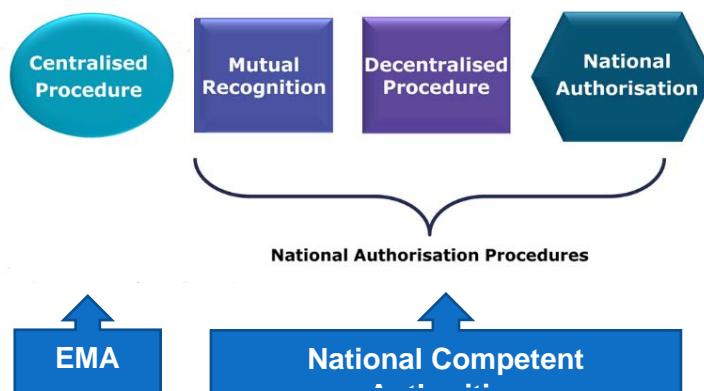 Centralised
Procedure
Mutual
Recognition
Decentralised
Procedure
National
Authorisation
National Authorisation Procedures
EMA
National Competent